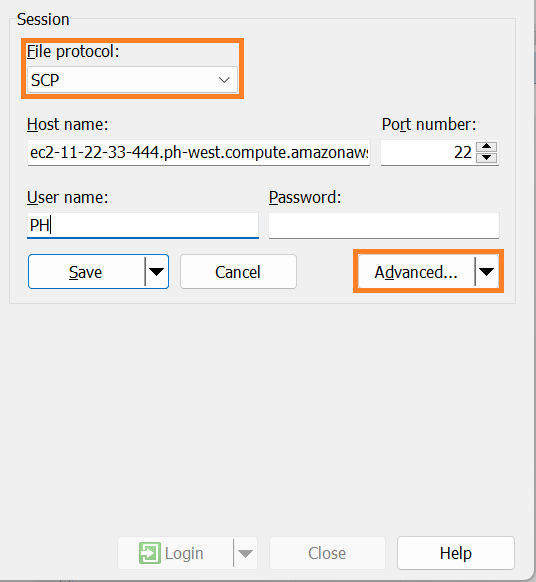 Session
File protocol:
SCP
Host name: Port number:
ec2-11-22-33-444.ph-west.compute.amazonaws 22
User name: Password:
PH
Save Cancel Advanced...
Login Close Help